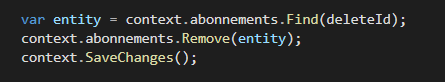 var entity = context.abonnements.Find(deleteId);
context.abonnements.Remove(entity);
context.SaveChanges();